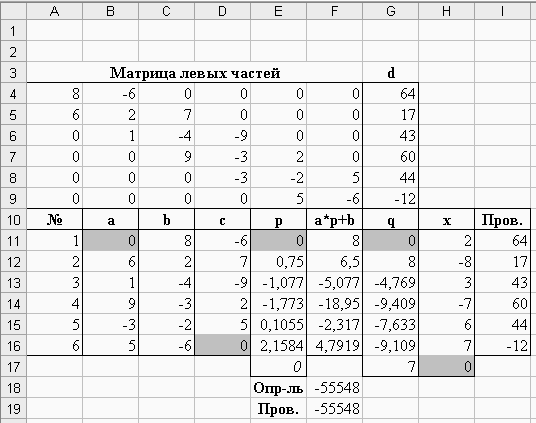 A B C D E F G H I
1
2
3 Матрица левых частей d
4 8 -6 0 0 0 0 64
5 6 2 7 0 0 0 17
6 0 1 -4 -9 0 0 43
7 0 0 9 -3 2 0 60
8 0 0 0 -3 -2 5 44
9 0 0 0 0 5 -6 -12
10 № a b c p a*p+b q x Пров.
11 1 0 8 -6 0 8 0 2 64
12 2 6 2 7 0,75 6,5 8 -8 17
13 3 1 -4 -9 -1,077 -5,077 -4,769 3 43
14 4 9 -3 2 -1,773 -18,95 -9,409 -7 60
15 5 -3 -2 5 0,1055 -2,317 -7,633 6 44
16 6 5 -6 0 2,1584 4,7919 -9,109 7 -12
17 0 7 0
18 Опр-ль -55548
19 Пров. -55548